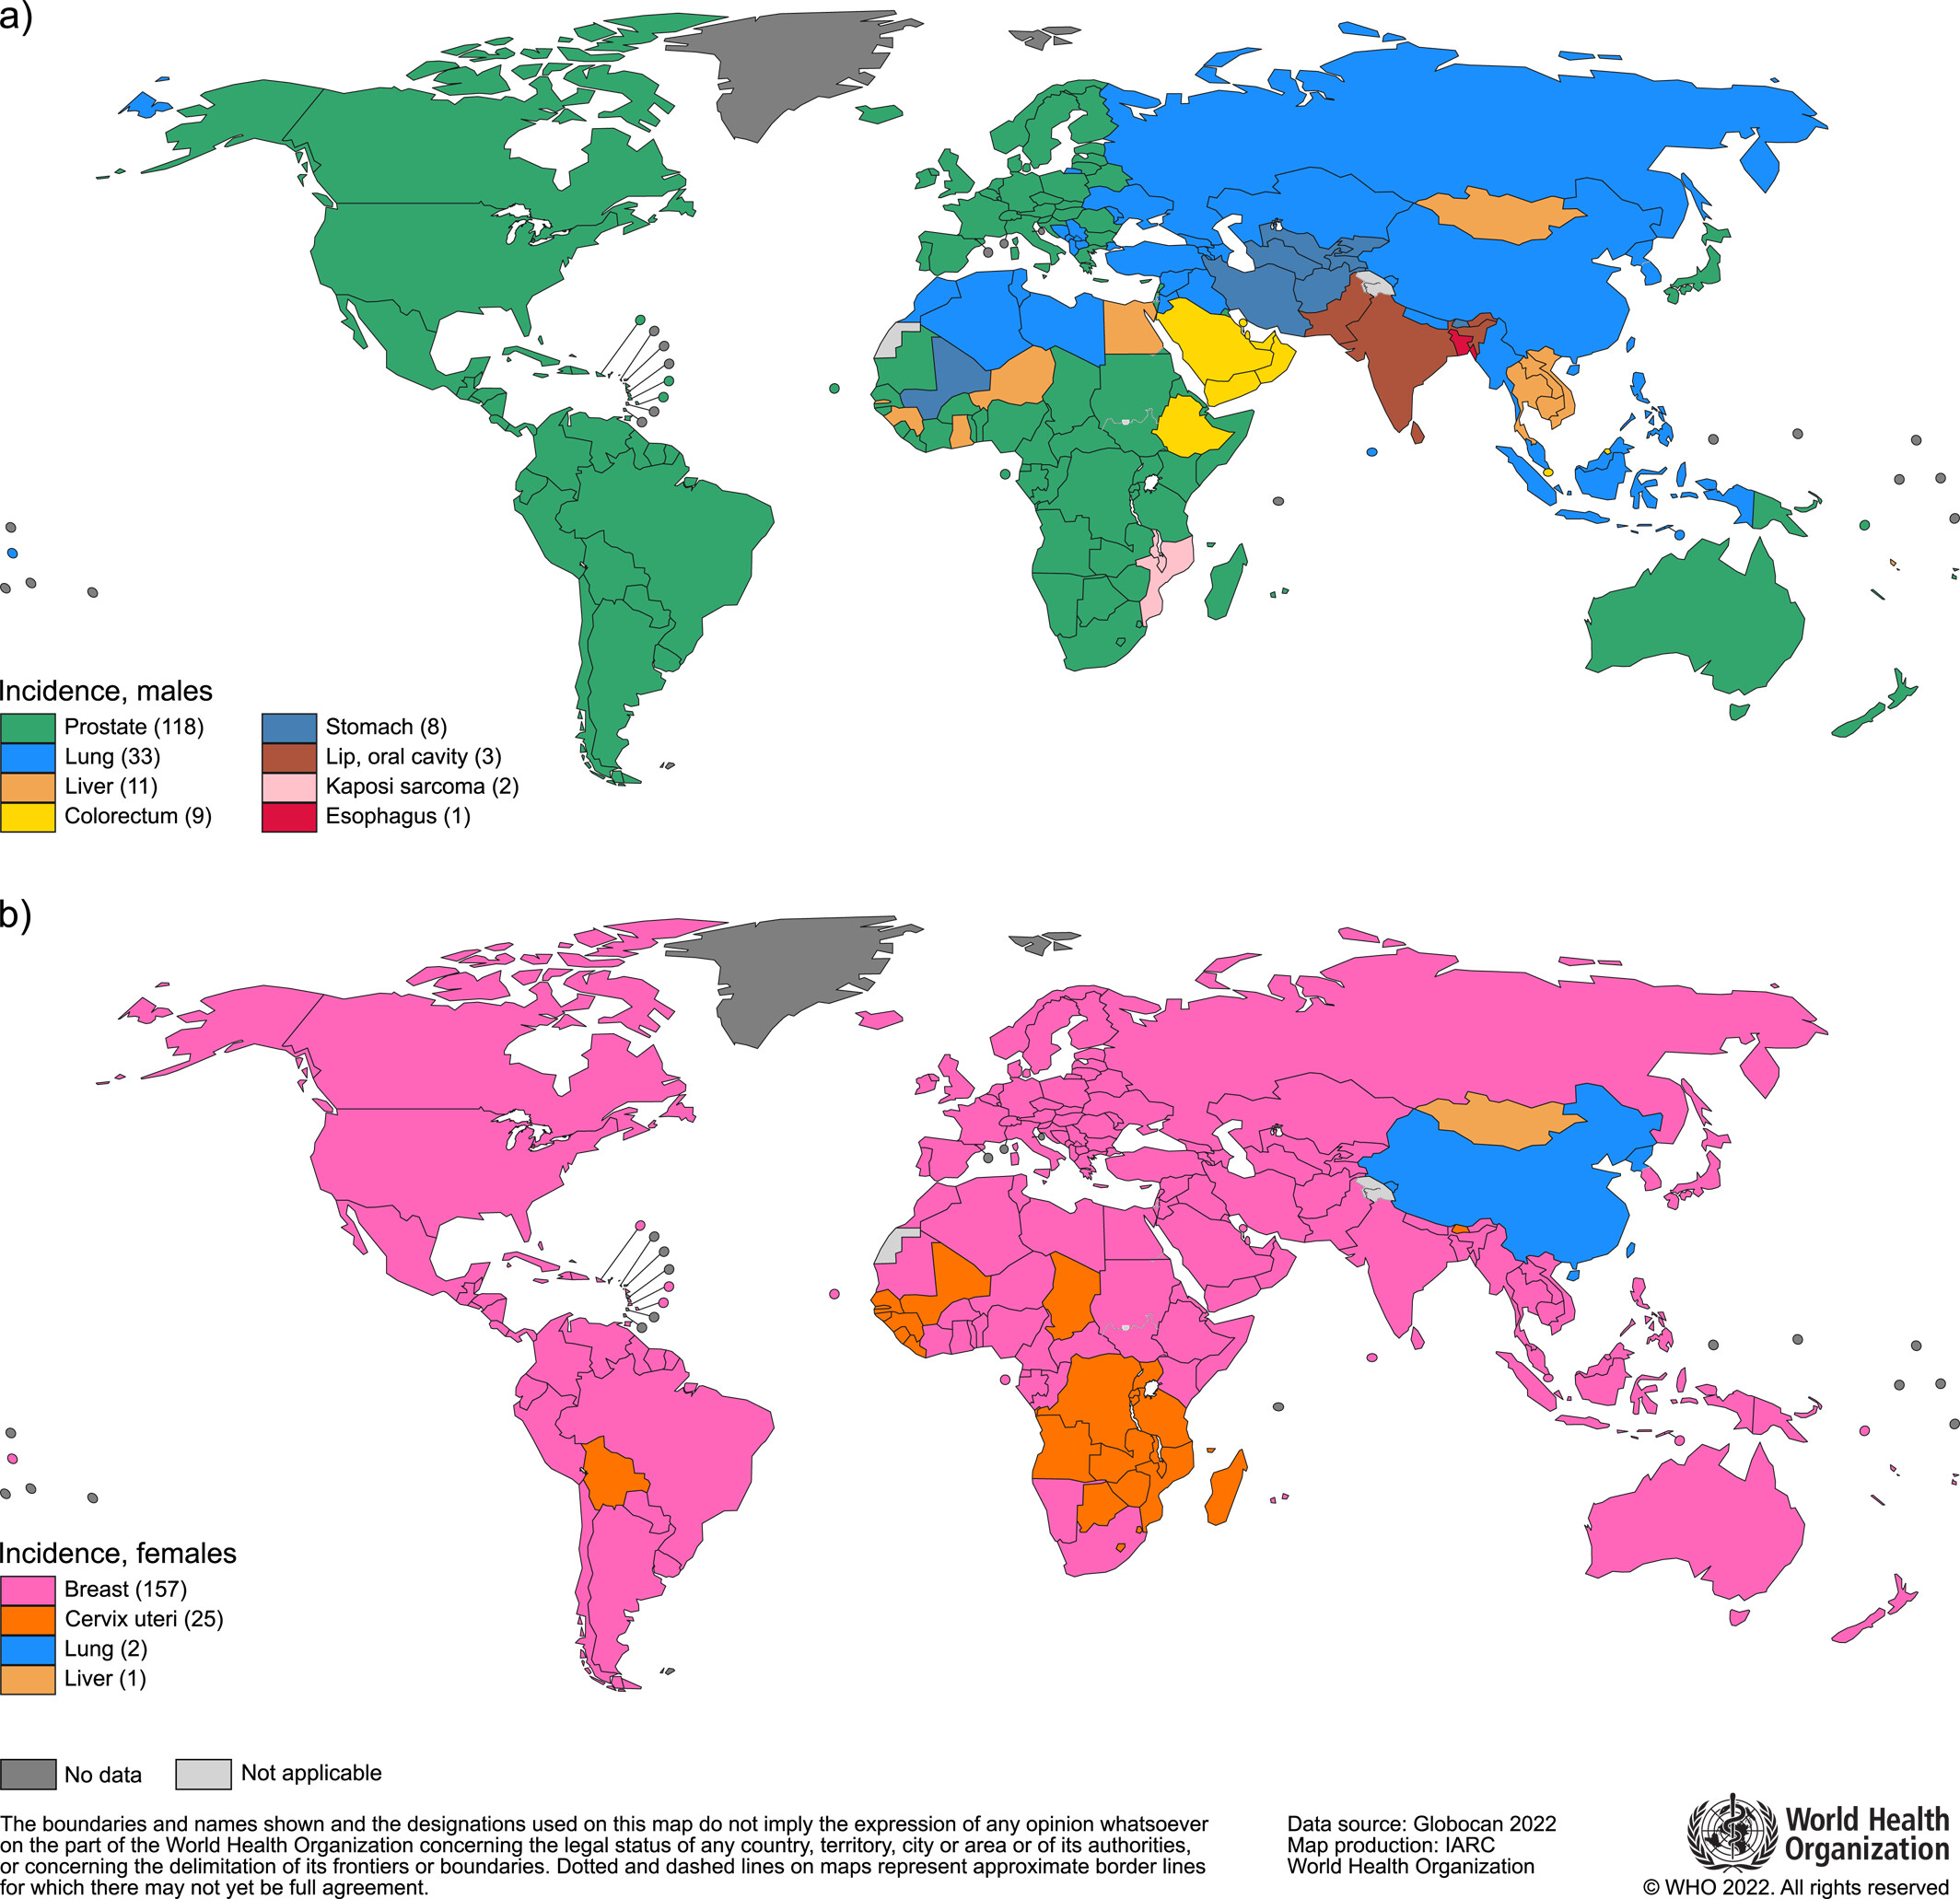 a)
Incidence, males
Prostate (118)
Lung (33)
Liver (11)
Colorectum (9)
Stomach (8)
Lip, oral cavity (3)
Kaposi sarcoma (2)
Esophagus (1)
b)
Incidence, females
Breast (157)
Cervix uteri (25)
Lung (2)
Liver (1)
No data
Not applicable
The boundaries and names shown and the designations used on this map do not imply the expression of any opinion whatsoever
on the part of the World Health Organization concerning the legal status of any country, territory, city or area or of its authorities,
or concerning the delimitation of its frontiers or boundaries. Dotted and dashed lines on maps represent approximate border lines
for which there may not yet be full agreement.
Data source: Globocan 2022
Map production: IARC
World Health Organization
World Health
Organization
© WHO 2022. All rights reserved